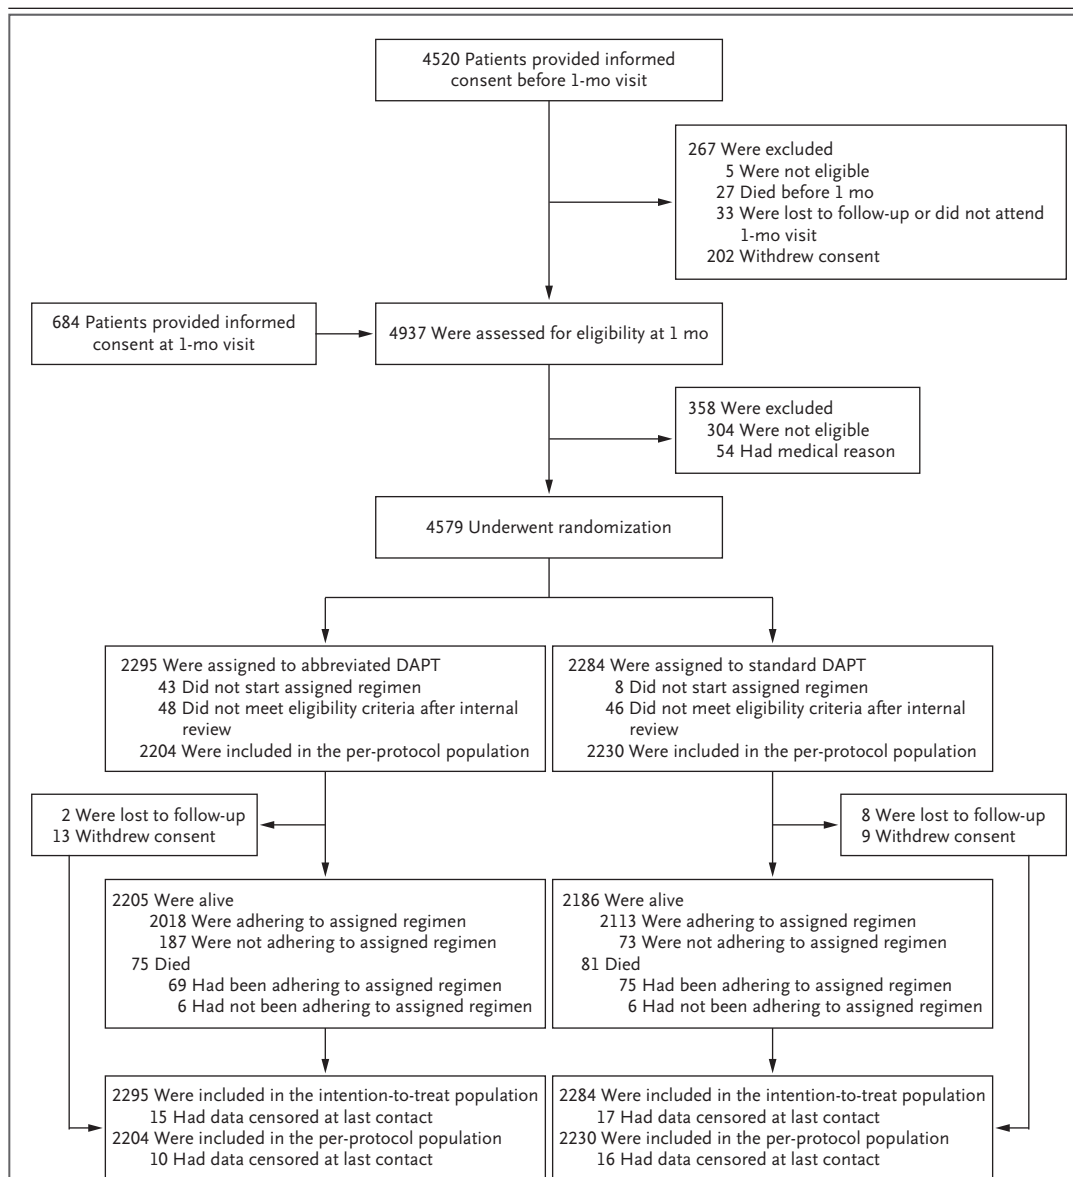 4520 Patients provided informed
consent before 1-mo visit
267 Were excluded
5 Were not eligible
27 Died before 1 mo
33 Were lost to follow-up or did not attend
1-mo visit
202 Withdrew consent
684 Patients provided informed
consent at 1-mo visit
4937 Were assessed for eligibility at 1 mo
358 Were excluded
304 Were not eligible
54 Had medical reason
4579 Underwent randomization
2295 Were assigned to abbreviated DAPT
43 Did not start assigned regimen
48 Did not meet eligibility criteria after internal
review
2204 Were included in the per-protocol population
2284 Were assigned to standard DAPT
8 Did not start assigned regimen
46 Did not meet eligibility criteria after internal
review
2230 Were included in the per-protocol population
2 Were lost to follow-up
13 Withdrew consent
8 Were lost to follow-up
9 Withdrew consent
2205 Were alive
2018 Were adhering to assigned regimen
187 Were not adhering to assigned regimen
75 Died
69 Had been adhering to assigned regimen
6 Had not been adhering to assigned regimen
2186 Were alive
2113 Were adhering to assigned regimen
73 Were not adhering to assigned regimen
81 Died
75 Had been adhering to assigned regimen
6 Had not been adhering to assigned regimen
2295 Were included in the intention-to-treat population
15 Had data censored at last contact
2204 Were included in the per-protocol population
10 Had data censored at last contact
2284 Were included in the intention-to-treat population
17 Had data censored at last contact
2230 Were included in the per-protocol population
16 Had data censored at last contact